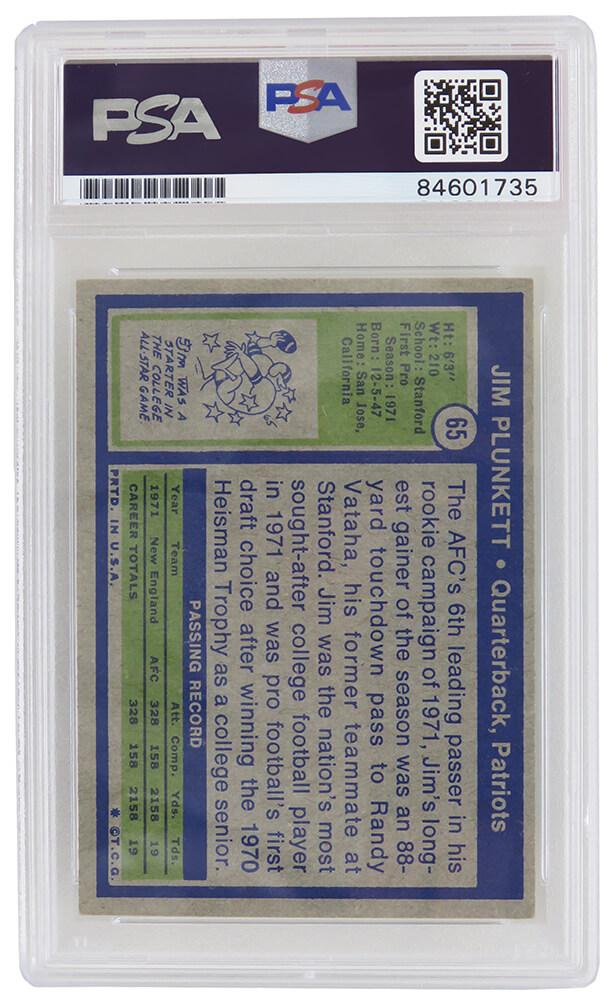 PSA
PSA
84601735
JIM PLUNKETT • Quarterback, Patriots
65
Ht: 6'3"
Wt: 210
School: Stanford
First Pro
Season: 1971
Born: 12-5-47
Home: San Jose,
California
JIM WAS A
STARTER IN
THE COLLEGE
ALL-STAR GAME
The AFC's 6th leading passer in his
rookie campaign of 1971, Jim's long-
est gainer of the season was an 88-
yard touchdown pass to Randy
Vataha, his former teammate at
Stanford. Jim was the nation's most
sought-after college football player
in 1971 and was pro football's first
draft choice after winning the 1970
Heisman Trophy as a college senior.
PASSING RECORD
Year Team Att. Comp. Yds. Tds.
1971 New England AFC 328 158 2158 19
CAREER TOTALS 328 158 2158 19
PRTD. IN U.S.A. * ©T.C.G.